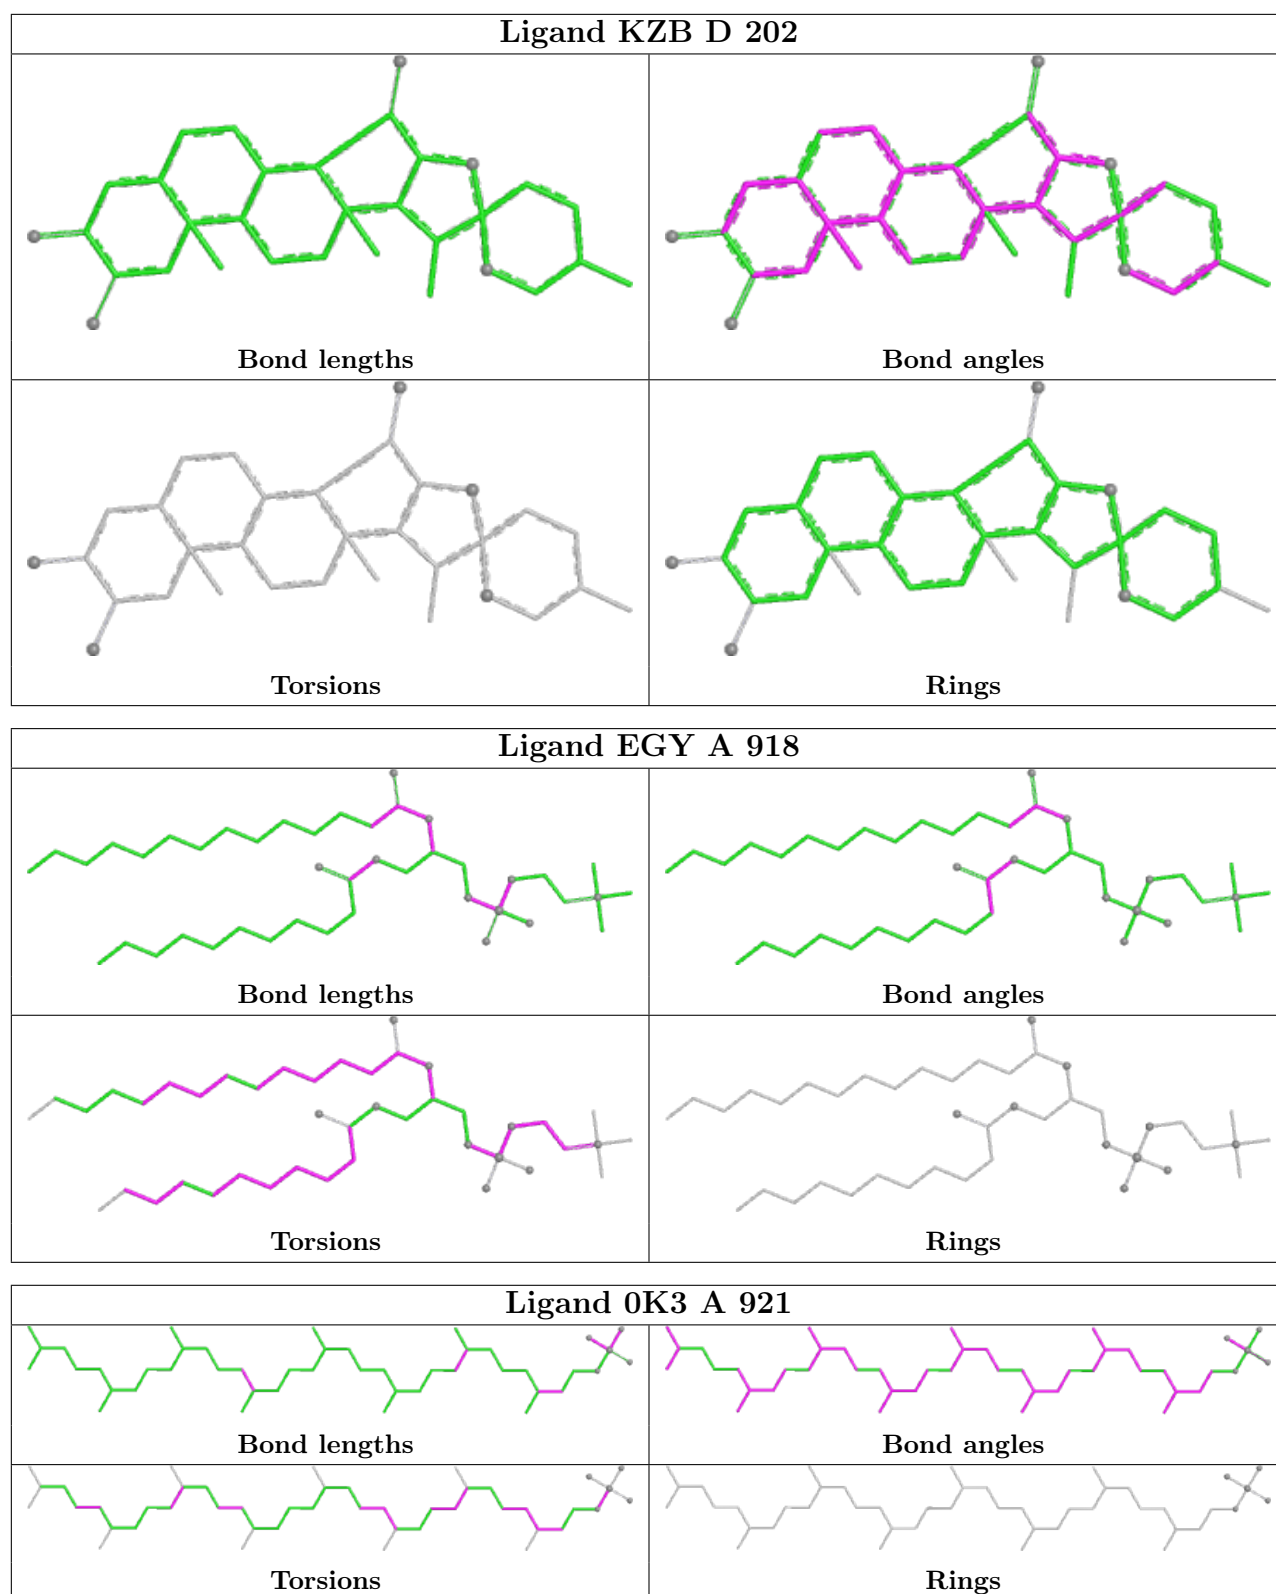 Ligand KZB D 202
Bond lengths
Bond angles
Torsions
Rings
Ligand EGY A 918
Bond lengths
Bond angles
Torsions
Rings
Ligand 0K3 A 921
Bond lengths
Bond angles
Torsions
Rings